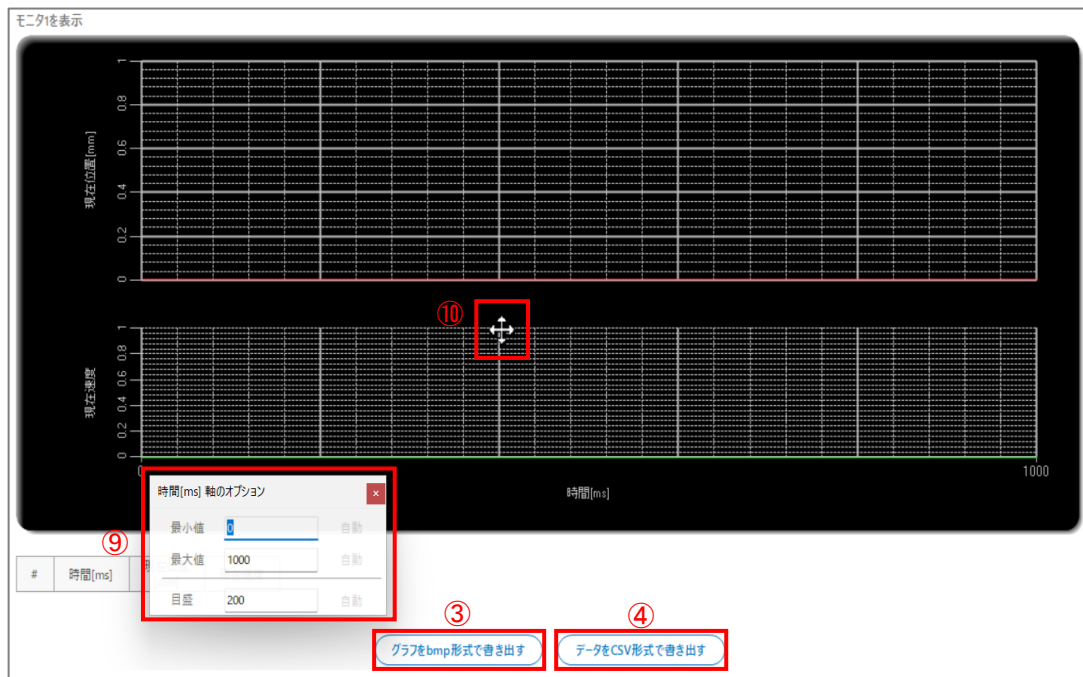 モニタ1を表示
1
0.8
0.6
0.4
0.2
0
現在位置[mm]
⑩
1
0.8
0.6
0.4
0.2
0
現在速度
0
1000
時間[ms]
時間[ms] 軸のオプション
×
最小値 0 自動
⑨
最大値 1000 自動
# 時間[ms]
目盛 200 自動
③ ④
グラフをbmp形式で書き出す データをCSV形式で書き出す